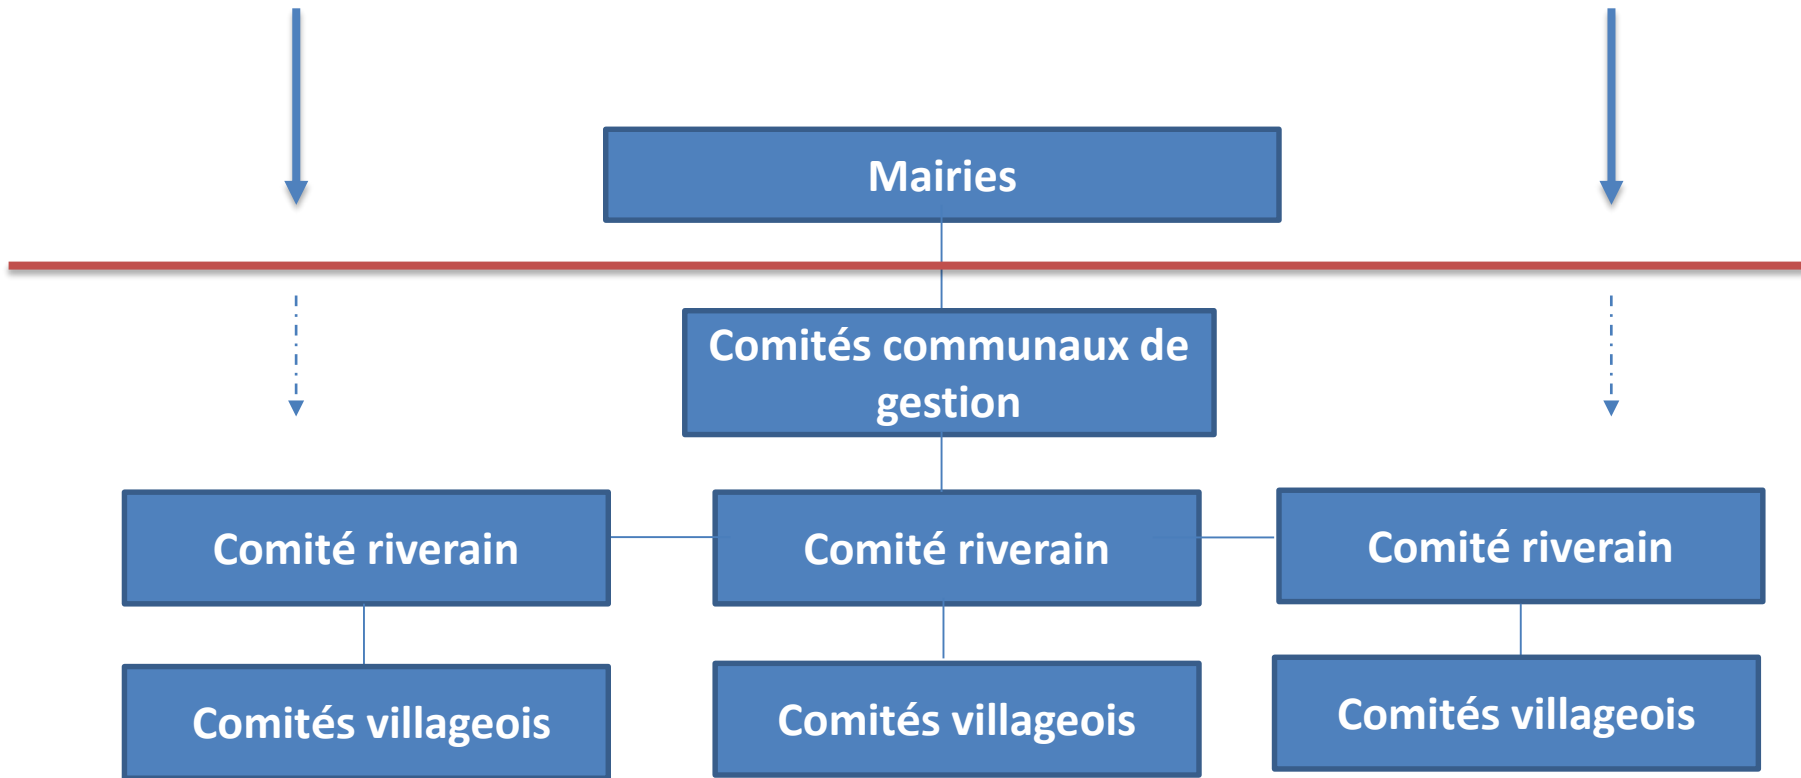 Mairies
Comités communaux de
gestion
Comité riverain
Comité riverain
Comité riverain
Comités villageois
Comités villageois
Comités villageois